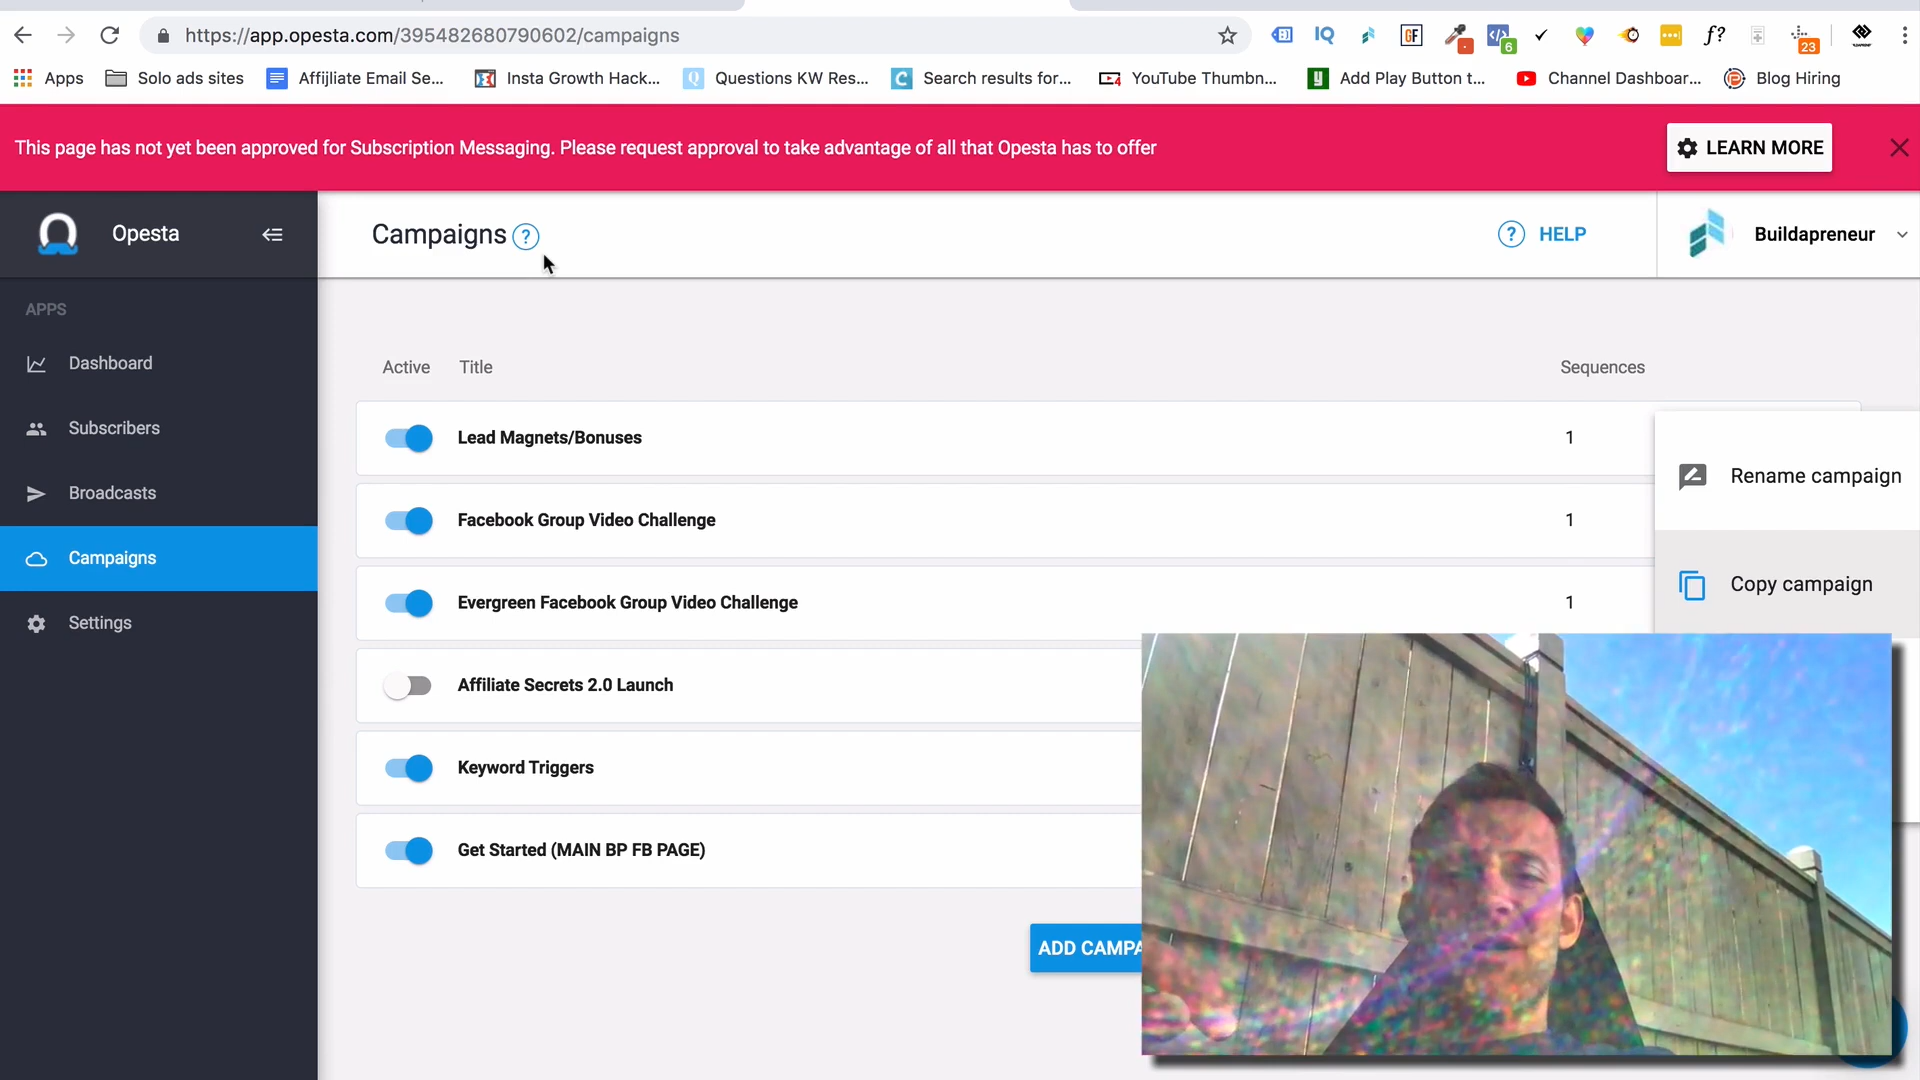 https://app.opesta.com/395482680790602/campaigns
IQ
GF
6
f?
23
Apps
Solo ads sites
Affijliate Email Se...
Insta Growth Hack...
Questions KW Res...
Search results for...
YouTube Thumbn...
Add Play Button t...
Channel Dashboar...
Blog Hiring
This page has not yet been approved for Subscription Messaging. Please request approval to take advantage of all that Opesta has to offer
LEARN MORE
Opesta
Campaigns ?
? HELP
Buildapreneur
APPS
Dashboard
Subscribers
Broadcasts
Campaigns
Settings
Active Title Sequences
Lead Magnets/Bonuses 1
Facebook Group Video Challenge 1
Evergreen Facebook Group Video Challenge 1
Affiliate Secrets 2.0 Launch
Keyword Triggers
Get Started (MAIN BP FB PAGE)
Rename campaign
Copy campaign
ADD CAMPA